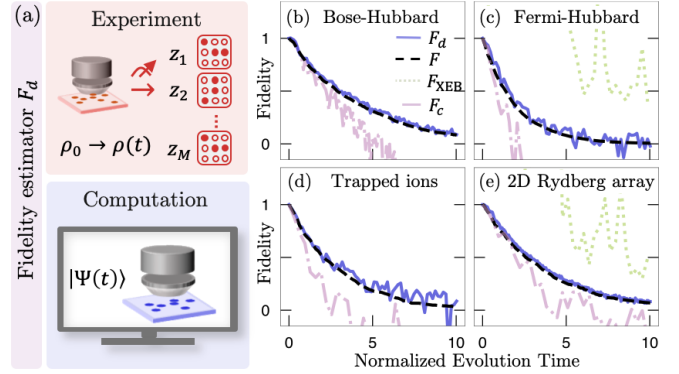 (a)
Fidelity estimator F_d
Experiment
z_1
z_2
z_M
ρ_0 → ρ(t)
Computation
|Ψ(t)⟩
(b) Bose-Hubbard
Fidelity
1
0
0 5 10
F_d
F
F_XEB
F_c
(c) Fermi-Hubbard
(d) Trapped ions
Fidelity
1
0
0 5 10
(e) 2D Rydberg array
0 5 10
Normalized Evolution Time